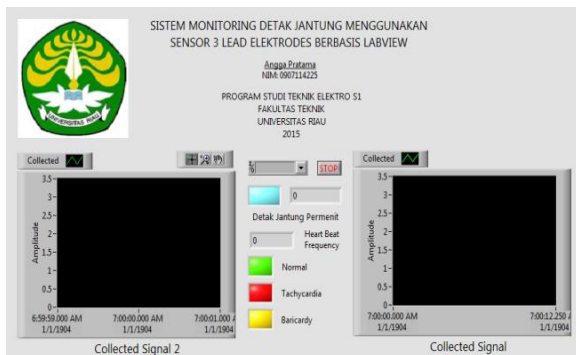 SISTEM MONITORING DETAK JANTUNG MENGGUNAKAN
SENSOR 3 LEAD ELEKTRODES BERBASIS LABVIEW
Angga Pratama
NIM: 0907114225
PROGRAM STUDI TEKNIK ELEKTRO S1
FAKULTAS TEKNIK
UNIVERSITAS RIAU
2015
UNIVERSITAS RIAU
Collected
Amplitude
3.5-
3-
2.5-
2-
1.5-
1-
0.5-
0-
6:59:59.000 AM
1/1/1904
7:00:00.000 AM
1/1/1904
7:00:01.000
1/1/1904
Collected Signal 2
STOP
0
Detak Jantung Permenit
0
Heart Beat
Frequency
Normal
Tachycardia
Baricardy
Collected
Amplitude
3.5-
3-
2.5-
2-
1.5-
1-
0.5-
0-
7:00:00.000 AM
1/1/1904
7:00:12.250
1/1/1904
Collected Signal